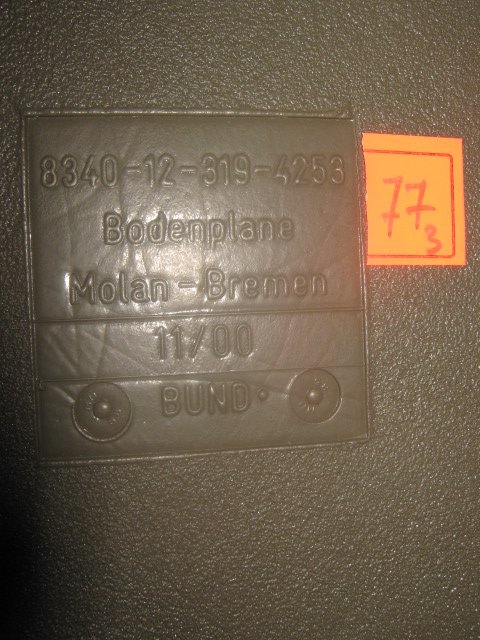 8340-12-319-4253
Bodenplane
Molan-Bremen
11/00
BUND
77
3